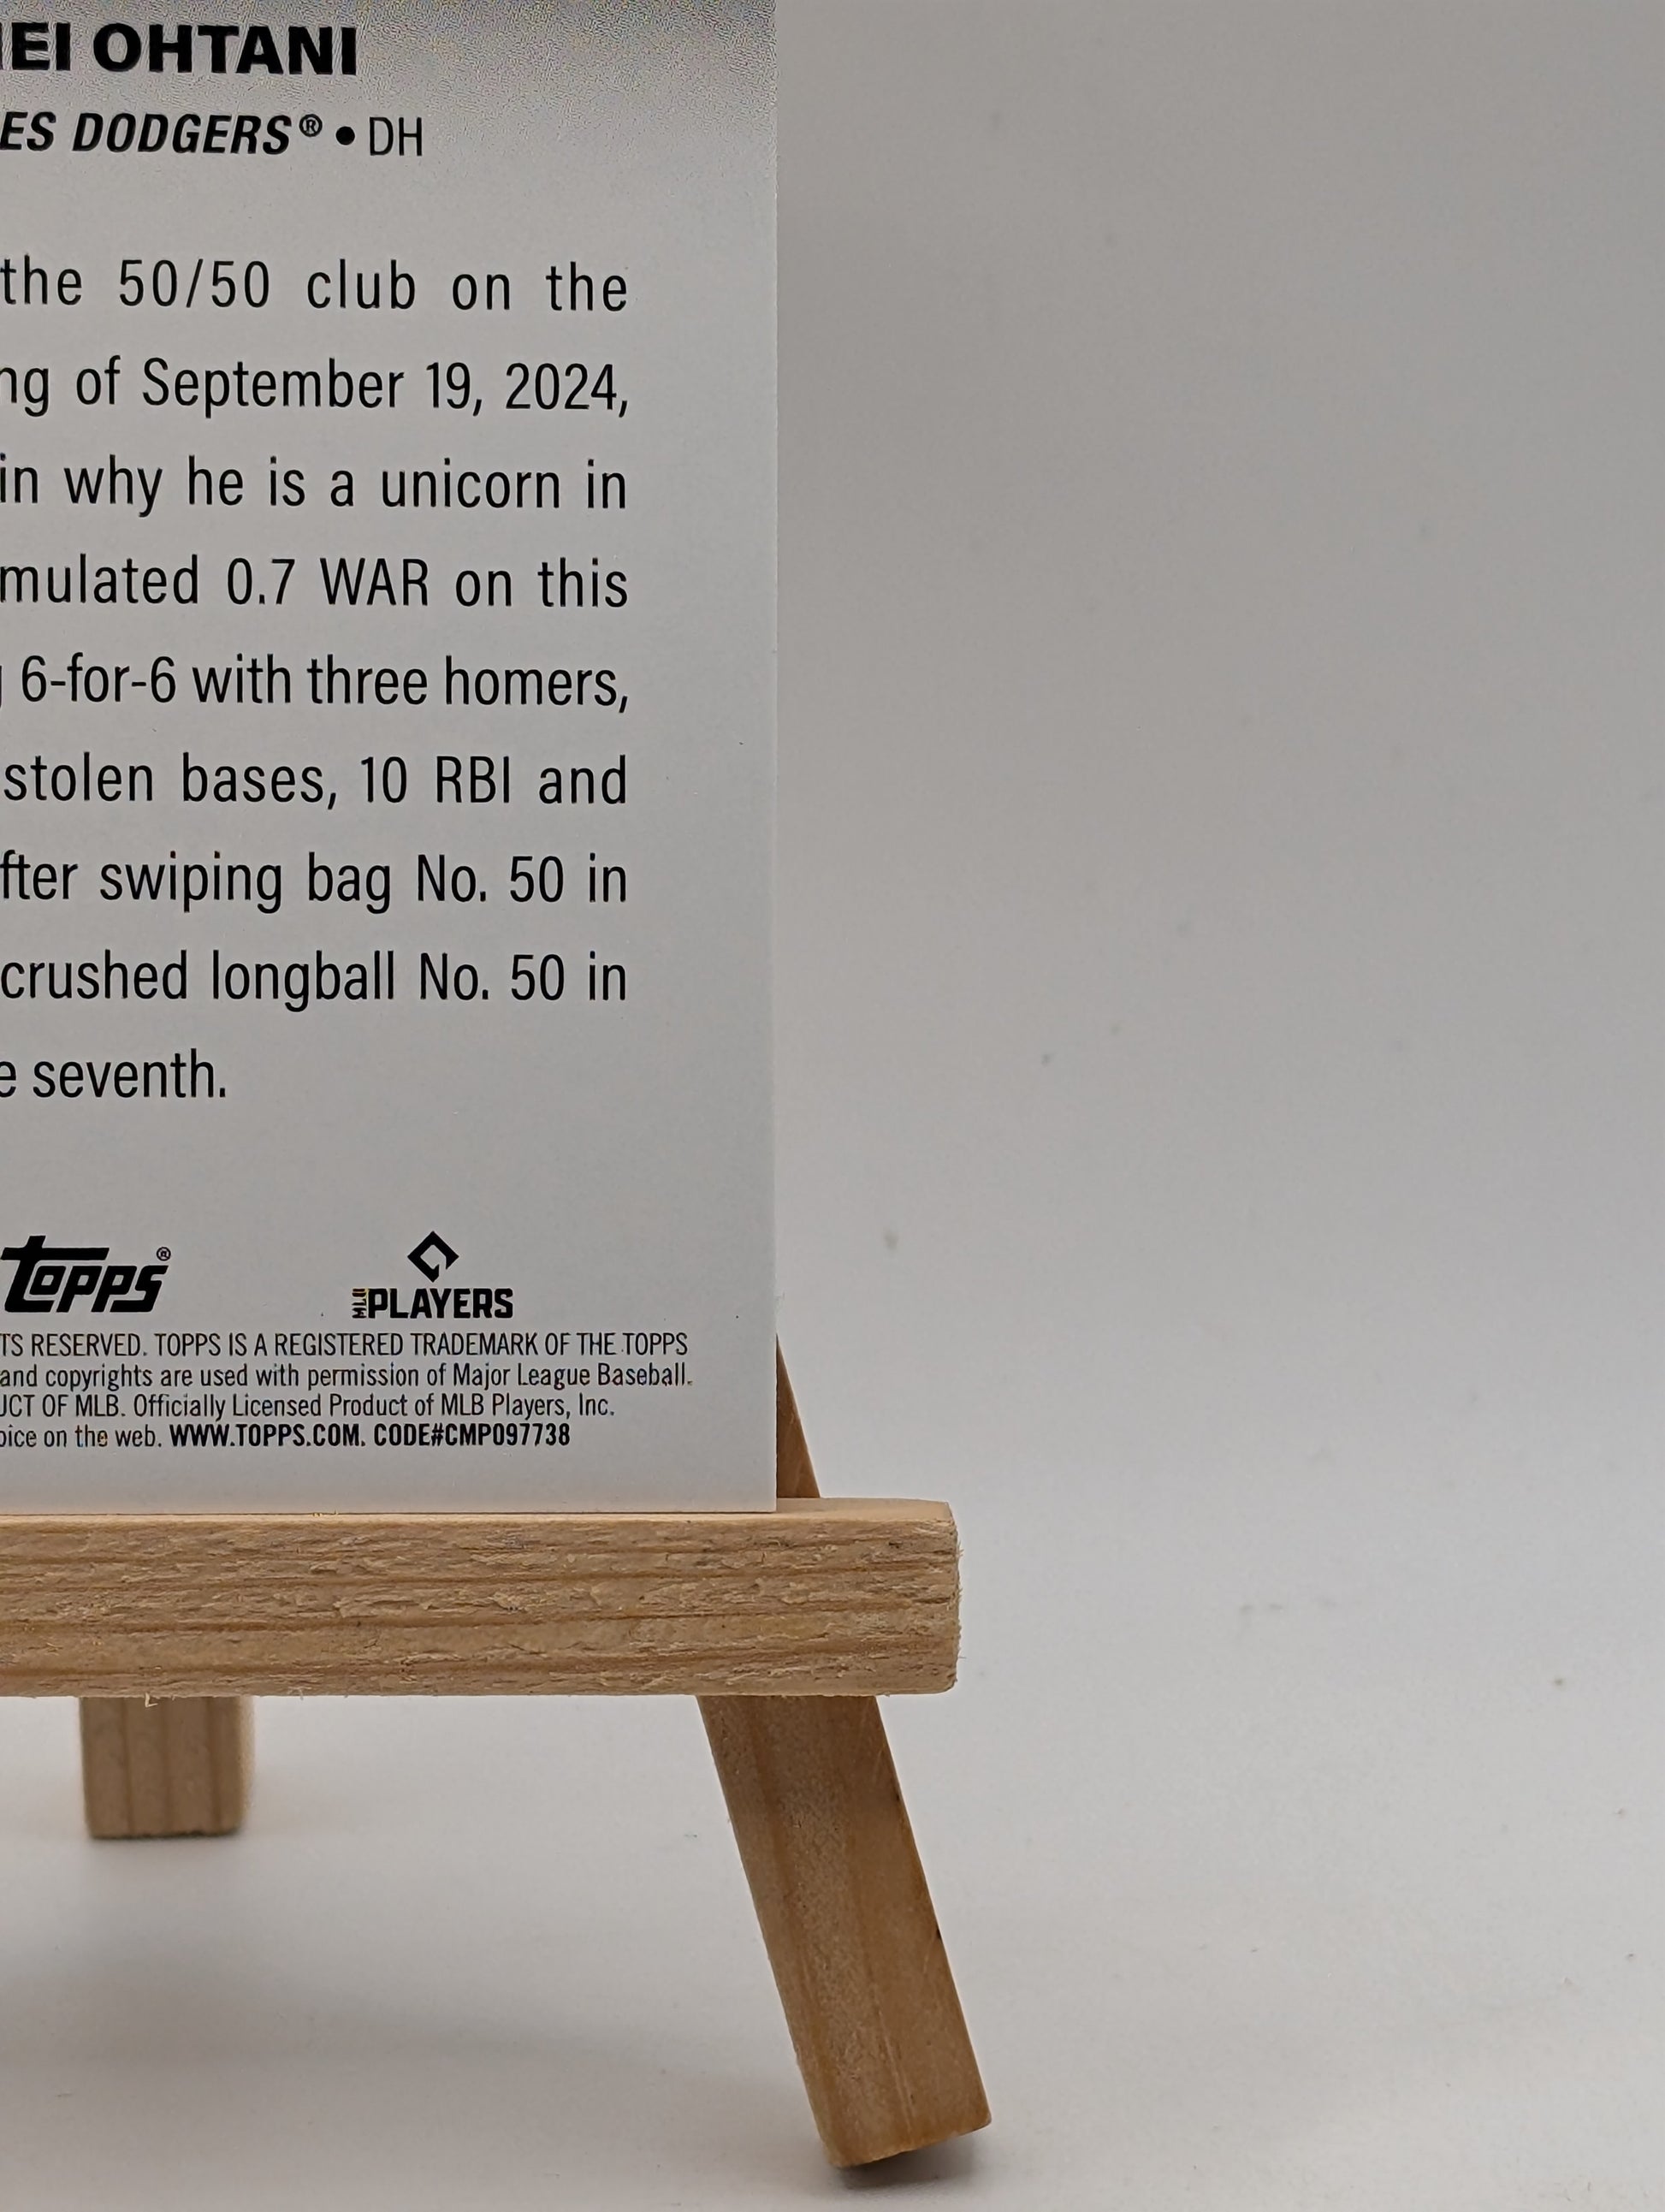 EI OHTANI
ES DODGERS® • DH
the 50/50 club on the
ng of September 19, 2024,
in why he is a unicorn in
mulated 0.7 WAR on this
6-for-6 with three homers,
stolen bases, 10 RBI and
fter swiping bag No. 50 in
crushed longball No. 50 in
e seventh.
topps®
MLB PLAYERS
TS RESERVED. TOPPS IS A REGISTERED TRADEMARK OF THE TOPPS
and copyrights are used with permission of Major League Baseball.
UCT OF MLB. Officially Licensed Product of MLB Players, Inc.
oice on the web. WWW.TOPPS.COM. CODE#CMP097738